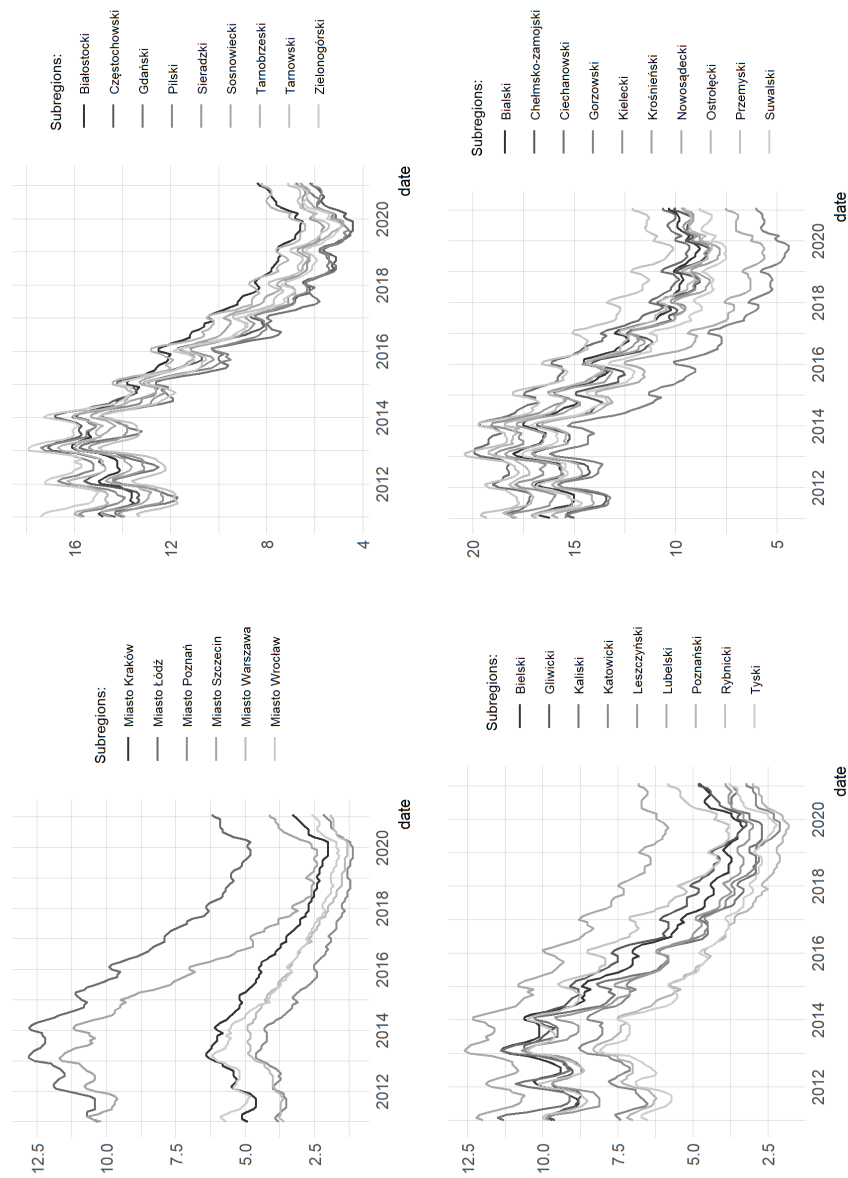 12.5
10.0
7.5
5.0
2.5
2012
2014
2016
2018
2020
date
Subregions:
Miasto Kraków
Miasto Łódź
Miasto Poznań
Miasto Szczecin
Miasto Warszawa
Miasto Wrocław
16
12
8
4
2012
2014
2016
2018
2020
date
Subregions:
Białostocki
Częstochowski
Gdański
Pilski
Sieradzki
Sosnowiecki
Tarnobrzeski
Tarnowski
Zielonogórski
12.5
10.0
7.5
5.0
2.5
2012
2014
2016
2018
2020
date
Subregions:
Bielski
Gliwicki
Kaliski
Katowicki
Leszczyński
Lubelski
Poznański
Rybnicki
Tyski
20
15
10
5
2012
2014
2016
2018
2020
date
Subregions:
Bialski
Chełmsko-zamojski
Ciechanowski
Gorzowski
Kielecki
Krośnieński
Nowosądecki
Ostrołęcki
Przemyski
Suwalski